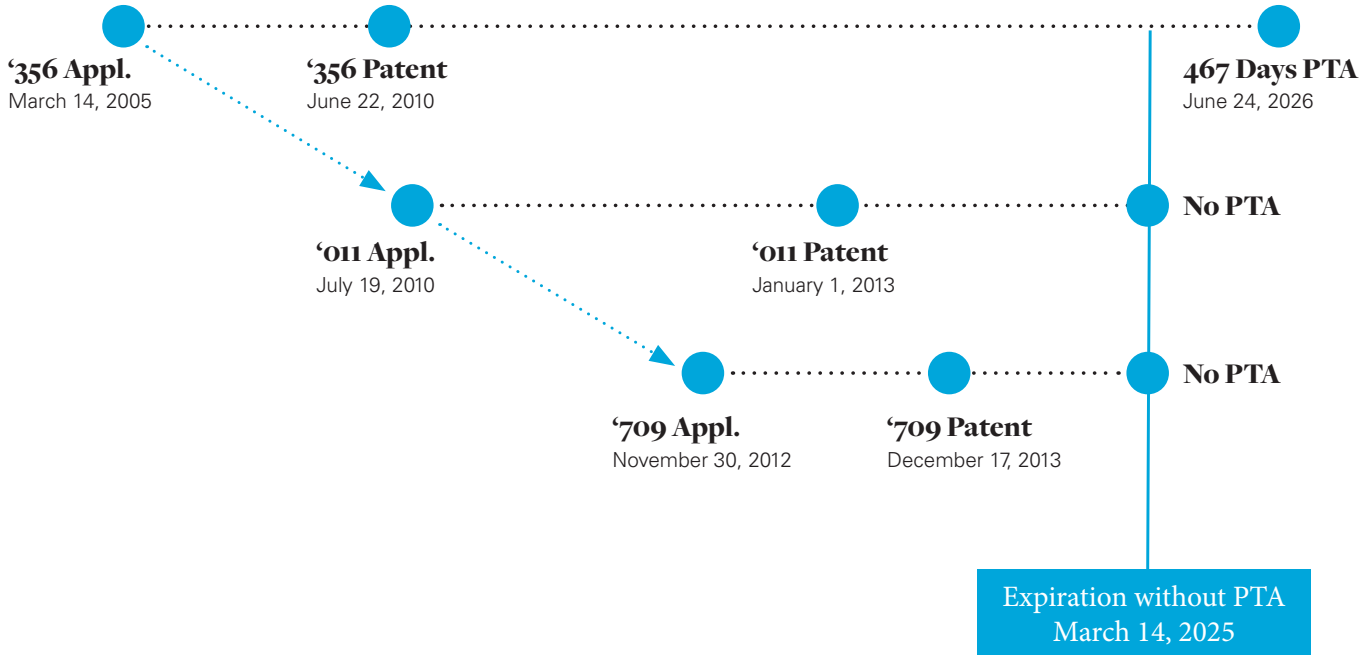 ‘356 Appl.
March 14, 2005
‘356 Patent
June 22, 2010
467 Days PTA
June 24, 2026
‘011 Appl.
July 19, 2010
‘011 Patent
January 1, 2013
No PTA
‘709 Appl.
November 30, 2012
‘709 Patent
December 17, 2013
No PTA
Expiration without PTA
March 14, 2025